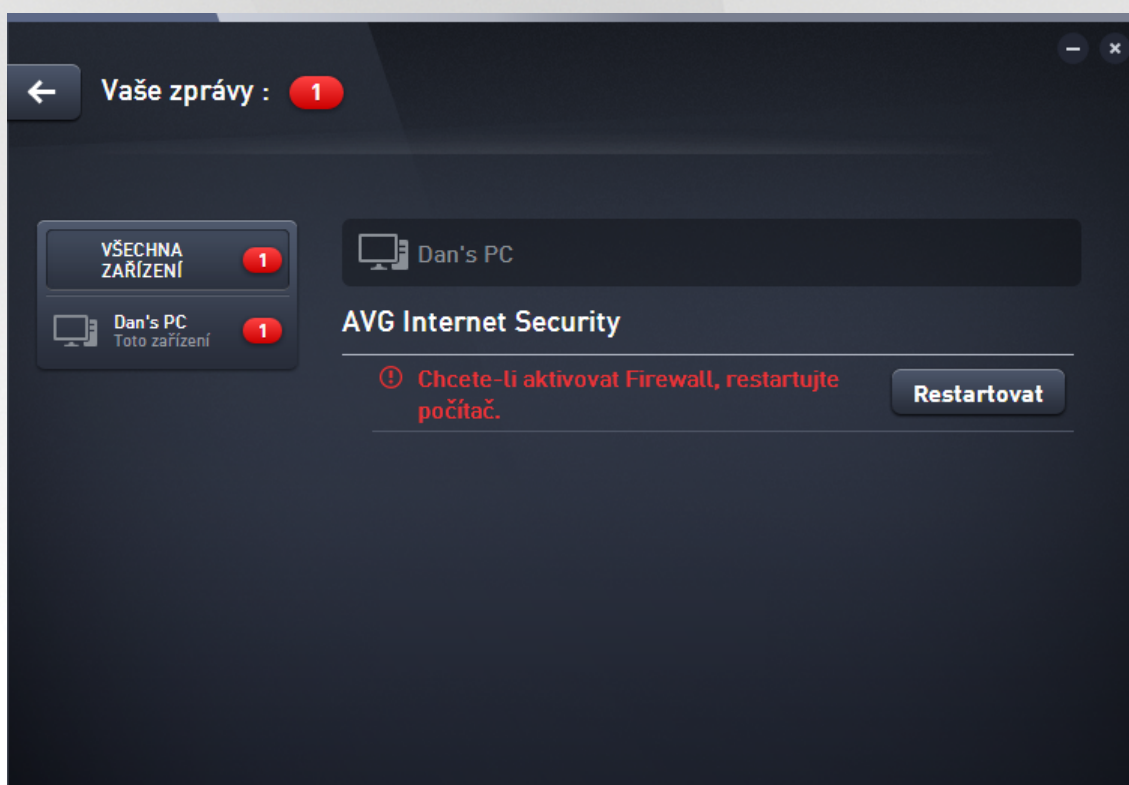 Vaše zprávy : 1
VŠECHNA
ZAŘÍZENÍ
1
Dan's PC
Toto zařízení
1
Dan's PC
AVG Internet Security
Chcete-li aktivovat Firewall, restartujte
počítač.
Restartovat